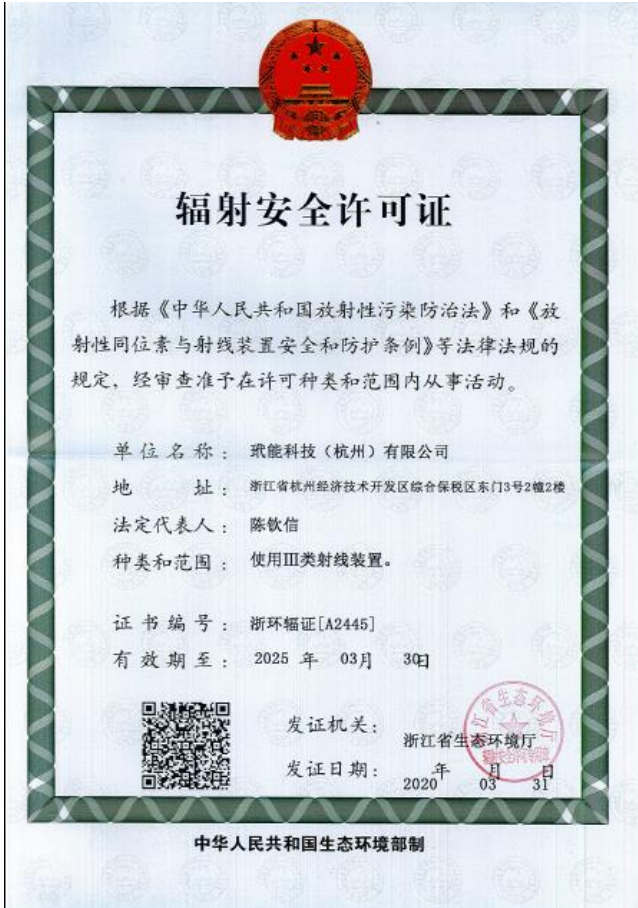 辐射安全许可证
根据《中华人民共和国放射性污染防治法》和《放
射性同位素与射线装置安全和防护条例》等法律法规的
规定，经审查准予在许可种类和范围内从事活动。
单位名称：玳能科技（杭州）有限公司
地址：浙江省杭州经济技术开发区综合保税区东门3号2幢2楼
法定代表人：陈钦信
种类和范围：使用Ⅲ类射线装置。
证书编号：浙环辐证[A2445]
有效期至：2025 年 03月 30日
发证机关：浙江省生态环境厅
发证日期：2020 年 03 月 31 日
浙江省生态环境厅
中华人民共和国生态环境部制